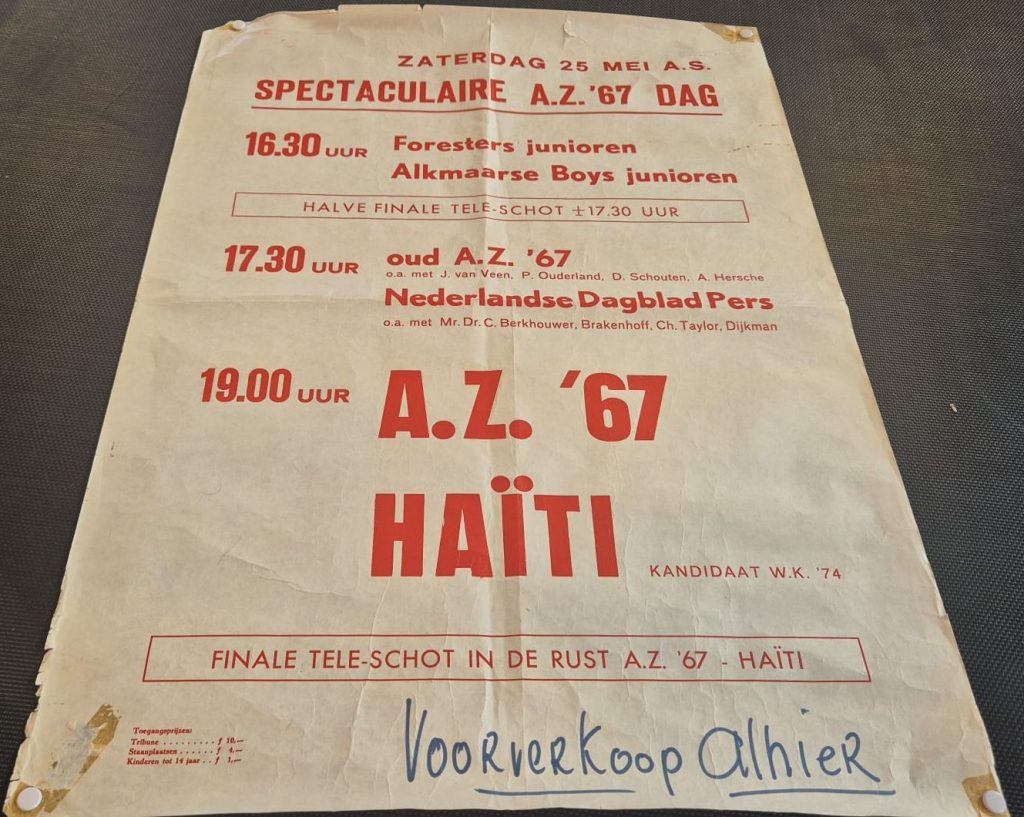 ZATERDAG 25 MEI A.S.
SPECTACULAIRE A.Z. '67 DAG
16.30 UUR Foresters junioren
Alkmaarse Boys junioren
HALVE FINALE TELE-SCHOT ±17.30 UUR
17.30 UUR oud A.Z. '67
o.a. met J. van Veen, P. Ouderland, D. Schouten, A. Hersche
Nederlandse Dagblad Pers
o.a. met Mr. Dr. C. Berkhouwer, Brakenhoff, Ch. Taylor, Dijkman
19.00 UUR A.Z. '67
HAÏTI KANDIDAAT W.K. '74
FINALE TELE-SCHOT IN DE RUST A.Z. '67 - HAÏTI
Toegangsprijzen:
Tribune . . . . . . . . . ƒ 10,—
Staanplaatsen . . . . . . ƒ 4,—
Kinderen tot 14 jaar . . ƒ 1,—
Voorverkoop Alhier